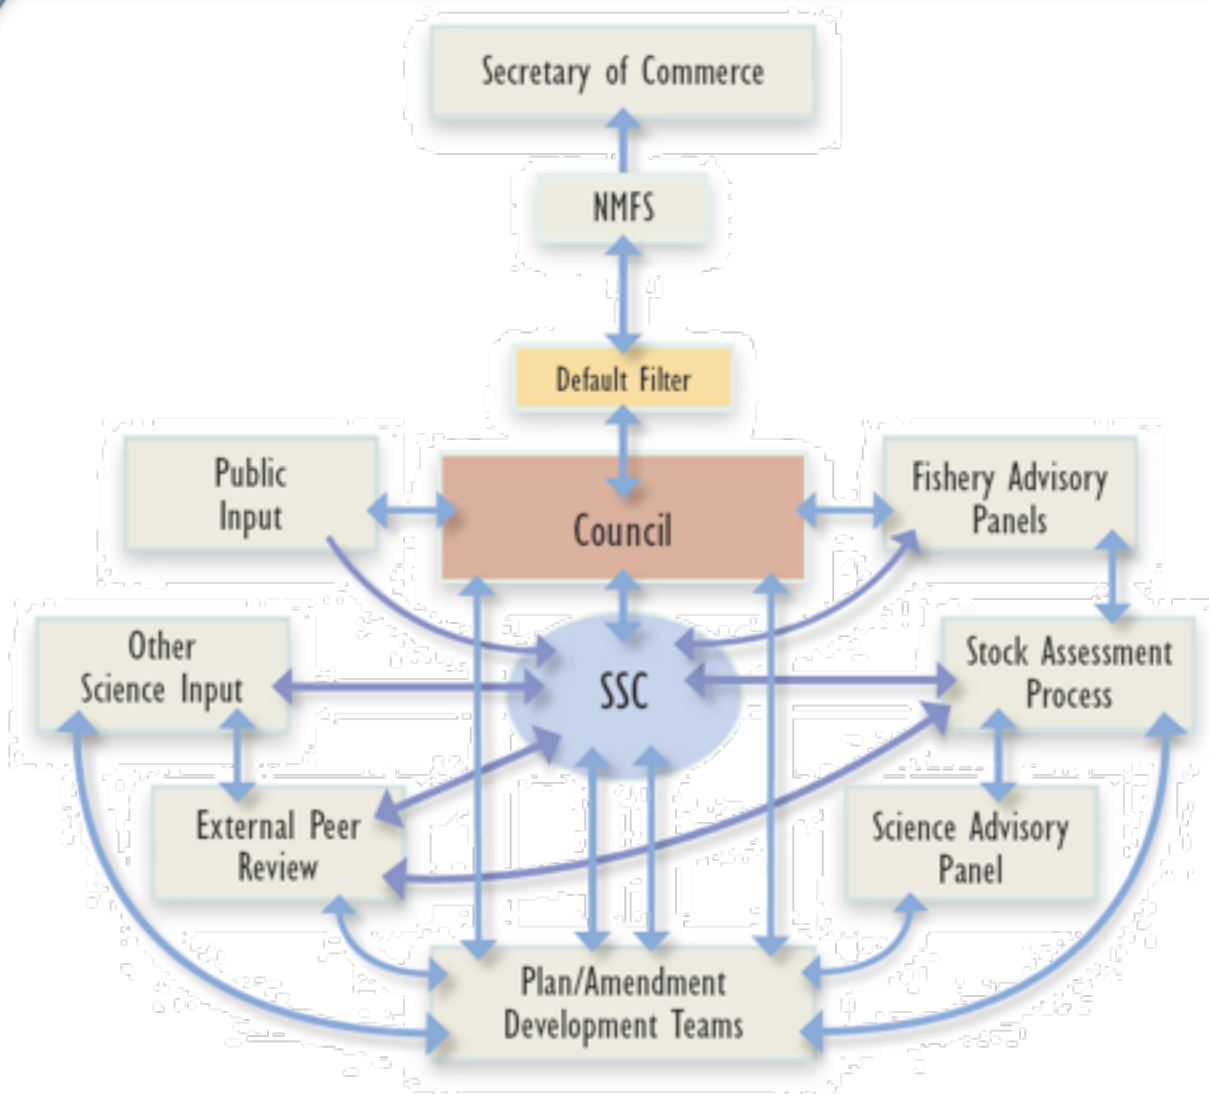 Secretary of Commerce
NMFS
Default Filter
Public
Input
Council
Fishery Advisory
Panels
Other
Science Input
SSC
Stock Assessment
Process
External Peer
Review
Science Advisory
Panel
Plan/Amendment
Development Teams